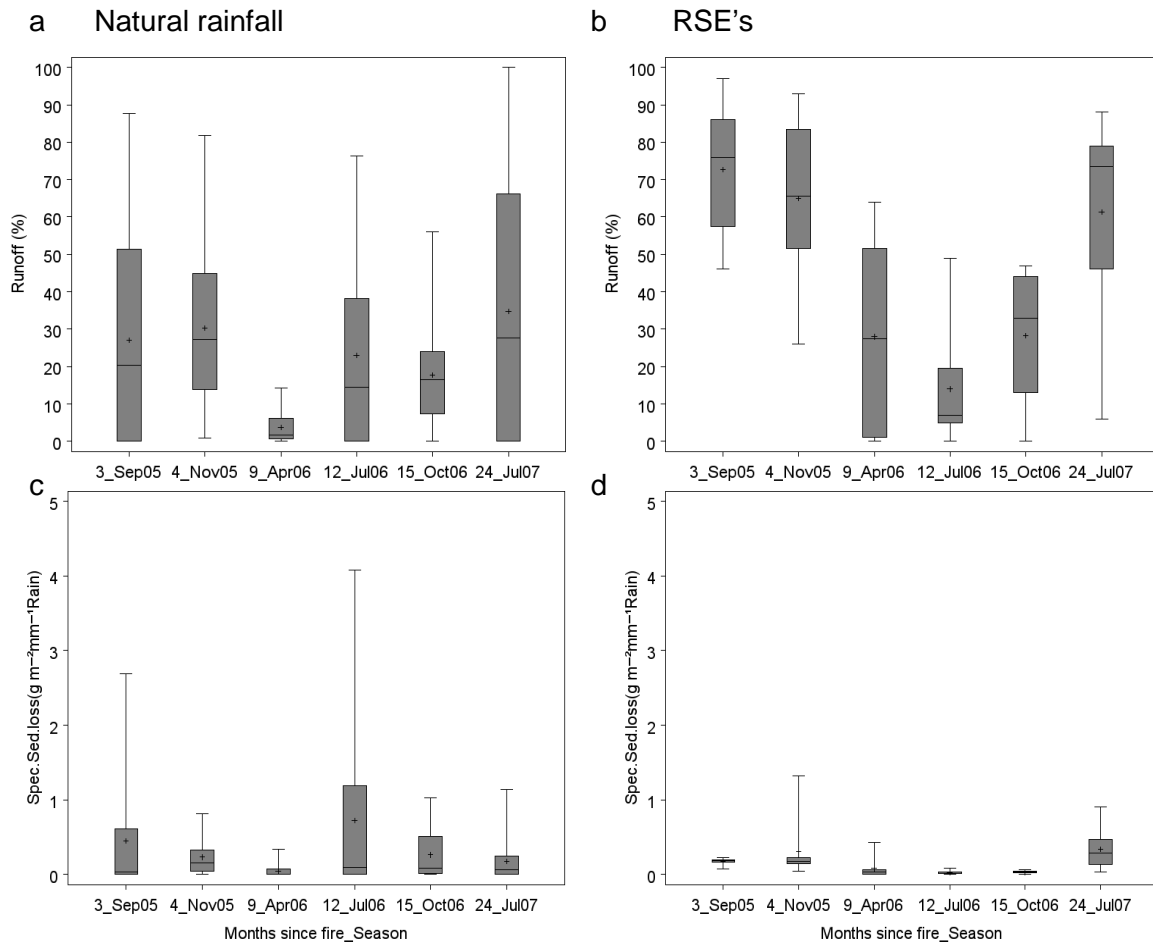 a Natural rainfall
b RSE's
Runoff (%)
100
90
80
70
60
50
40
30
20
10
0
3_Sep05 4_Nov05 9_Apr06 12_Jul06 15_Oct06 24_Jul07
Runoff (%)
100
90
80
70
60
50
40
30
20
10
0
3_Sep05 4_Nov05 9_Apr06 12_Jul06 15_Oct06 24_Jul07
c
Spec.Sed.loss(g m⁻²mm⁻¹Rain)
5
4
3
2
1
0
3_Sep05 4_Nov05 9_Apr06 12_Jul06 15_Oct06 24_Jul07
Months since fire_Season
d
Spec.Sed.loss(g m⁻²mm⁻¹Rain)
5
4
3
2
1
0
3_Sep05 4_Nov05 9_Apr06 12_Jul06 15_Oct06 24_Jul07
Months since fire_Season